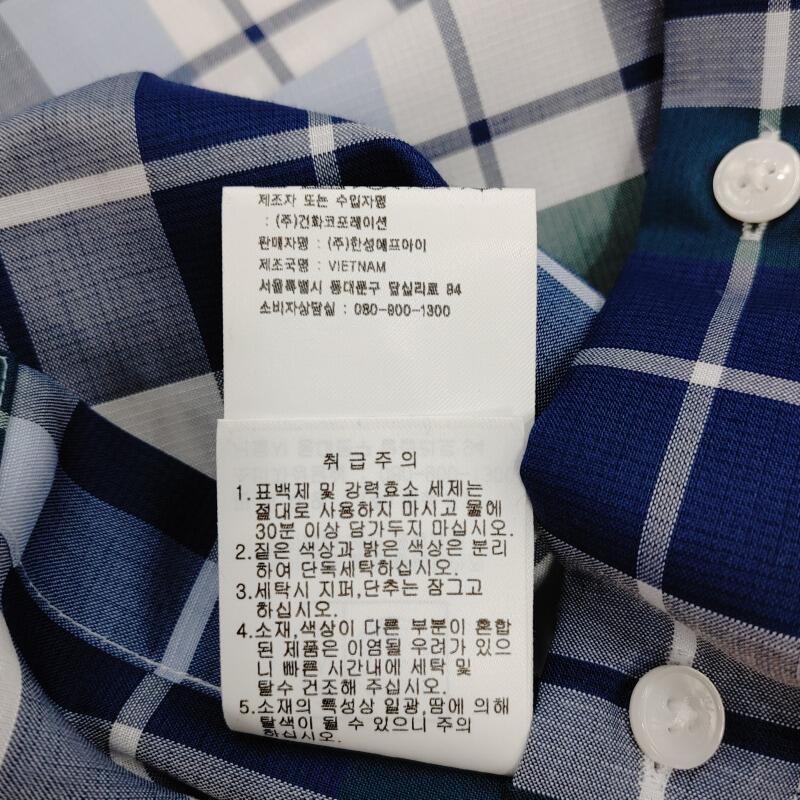 제조자 또는 수입자명
: (주)건화코포레이션
판매자명 : (주)한성에프아이
제조국명 : VIETNAM
서울특별시 동대문구 답십리로 94
소비자상담실 : 080-900-1300
취급주의
1.표백제 및 강력효소 세제는
절대로 사용하지 마시고 물에
30분 이상 담가두지 마십시오.
2.짙은 색상과 밝은 색상은 분리
하여 단독세탁하십시오.
3.세탁시 지퍼,단추는 잠그고
하십시오.
4.소재,색상이 다른 부분이 혼합
된 제품은 이염될 우려가 있으
니 빠른 시간내에 세탁 및
탈수 건조해 주십시오.
5.소재의 특성상 일광,땀에 의해
탈색이 될 수 있으니 주의
하십시오.